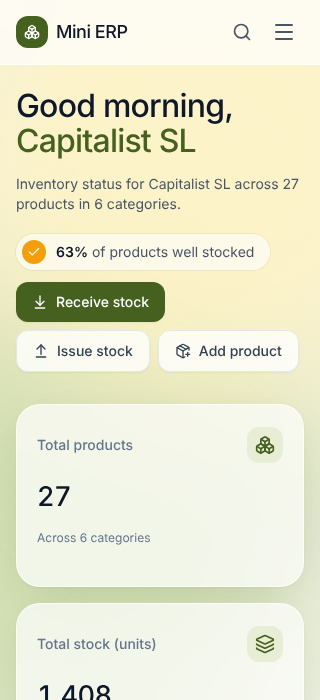 Mini ERP
Good morning,
Capitalist SL
Inventory status for Capitalist SL across 27
products in 6 categories.
63% of products well stocked
Receive stock
Issue stock
Add product
Total products
27
Across 6 categories
Total stock (units)
1,408